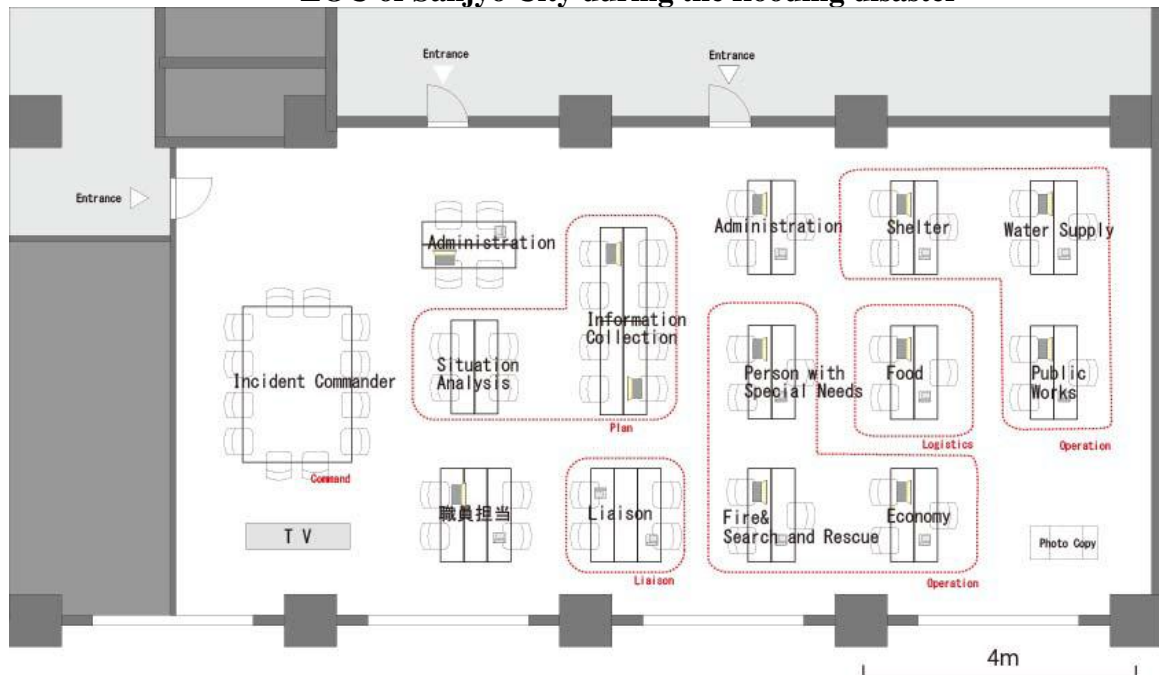 EOC of Sanjyo City during the flooding disaster
Entrance
Entrance
Entrance
Administration
Administration
Shelter
Water Supply
Information
Collection
Situation
Analysis
Plan
Incident Commander
Command
Person with
Special Needs
Food
Logistics
Public
Works
Operation
職員担当
Liaison
Liaison
Fire&
Search and Rescue
Economy
Operation
TV
Photo Copy
4m